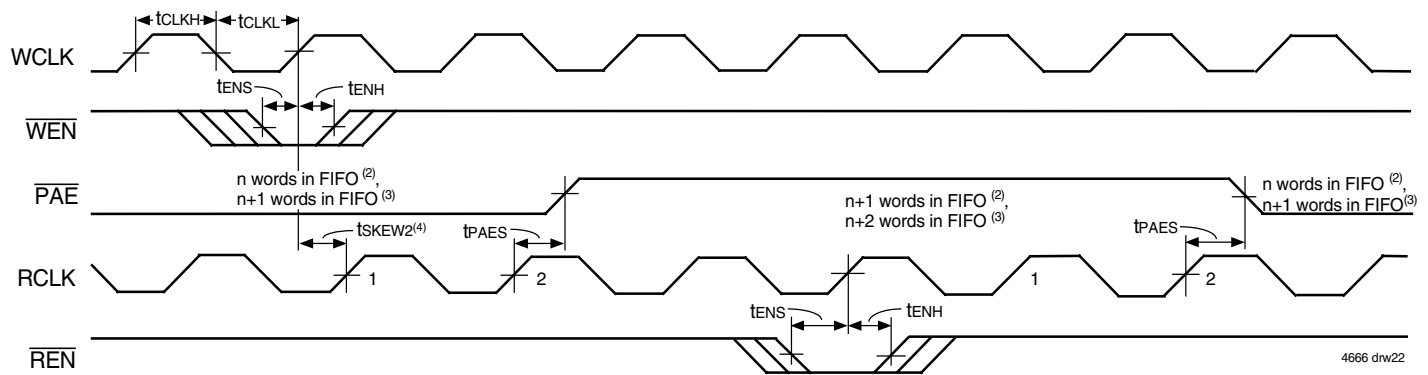 tCLKH
tCLKL
WCLK
tENS
tENH
WEN
PAE
n words in FIFO (2),
n+1 words in FIFO (3)
n+1 words in FIFO (2),
n+2 words in FIFO (3)
n words in FIFO (2),
n+1 words in FIFO (3)
tSKEW2(4)
tPAES
tPAES
RCLK
1
2
1
2
tENS
tENH
REN
4666 drw22